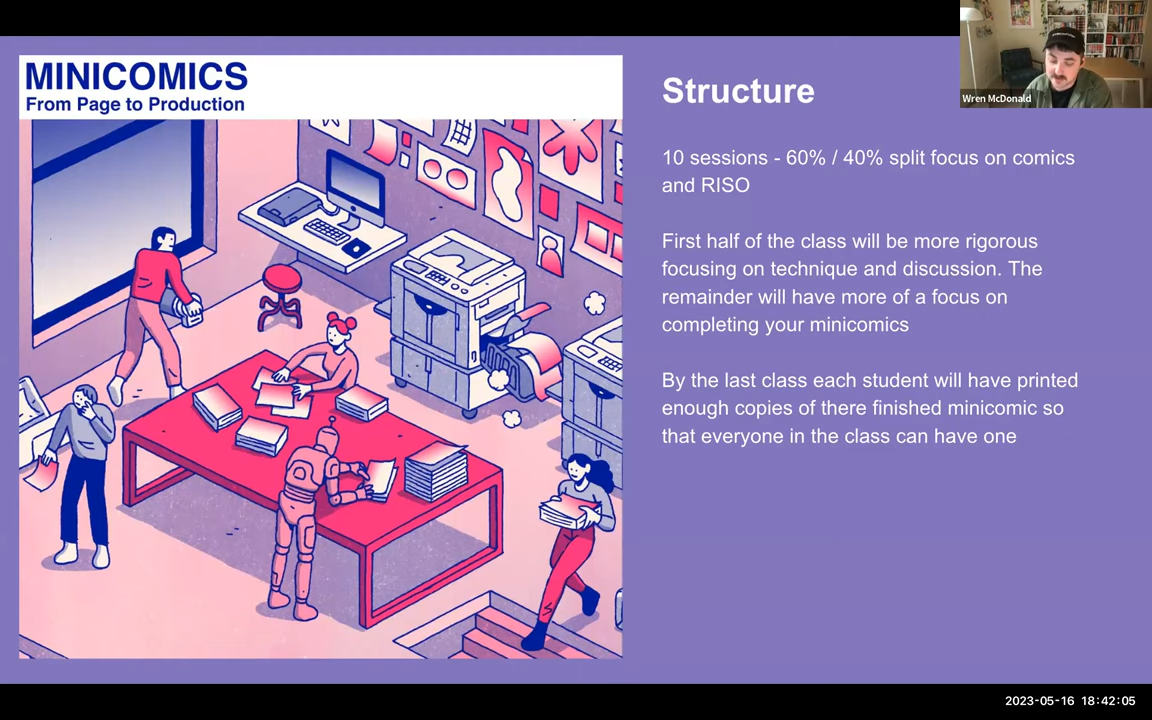 MINICOMICS
From Page to Production
Structure
Wren McDonald
10 sessions - 60% / 40% split focus on comics
and RISO
First half of the class will be more rigorous
focusing on technique and discussion. The
remainder will have more of a focus on
completing your minicomics
By the last class each student will have printed
enough copies of there finished minicomic so
that everyone in the class can have one
2023-05-16 18:42:05